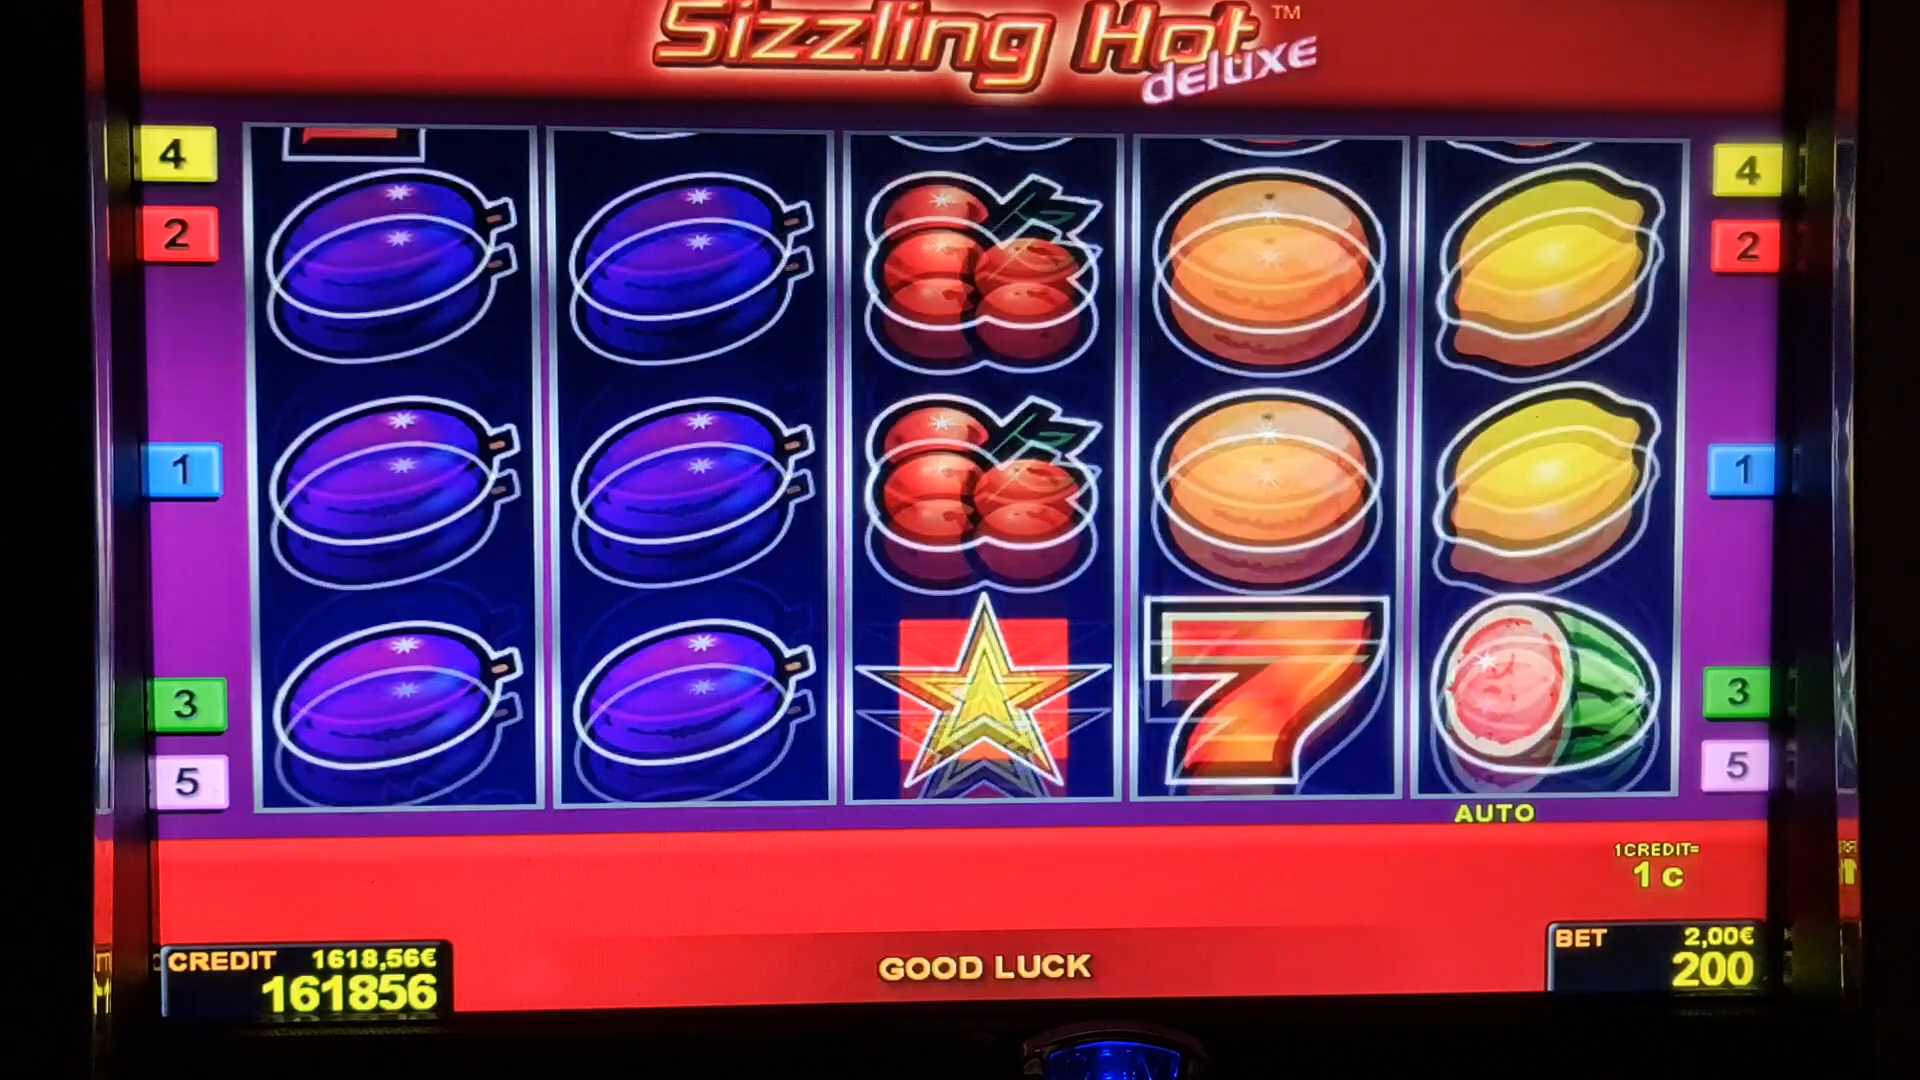 Sizzling Hot™
deluxe
4
4
2
2
1
1
7
3
3
5
5
AUTO
1CREDIT=
1 c
CREDIT 1618,56€
161856
GOOD LUCK
BET 2,00€
200